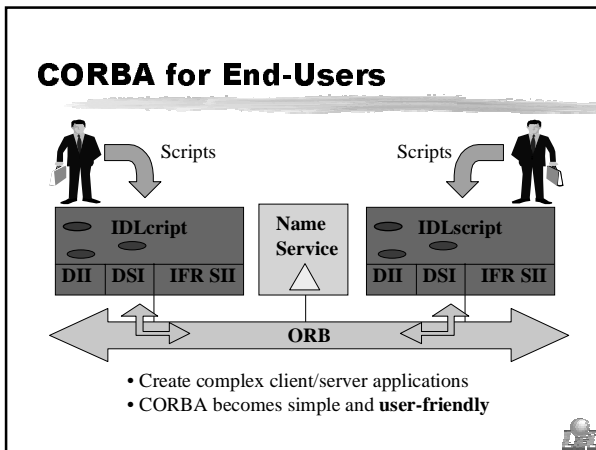 CORBA for End-Users
Scripts
Scripts
IDLcript
Name
Service
IDLscript
DII DSI IFR SII
DII DSI IFR SII
ORB
• Create complex client/server applications
• CORBA becomes simple and user-friendly